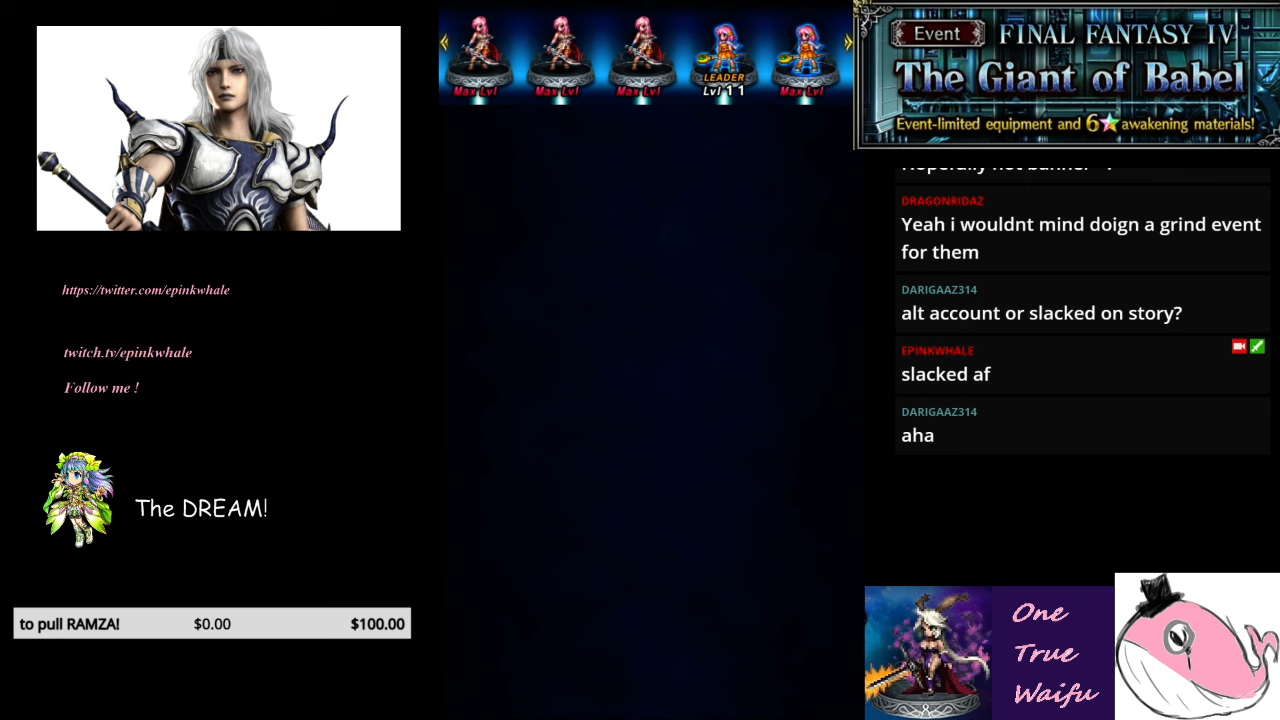 Max Lvl
Max Lvl
Max Lvl
LEADER
Lvl 11
Max Lvl
Event FINAL FANTASY IV
The Giant of Babel
Event-limited equipment and 6 awakening materials!
DRAGONRIDAZ
Yeah i wouldnt mind doign a grind event
for them
DARIGAAZ314
alt account or slacked on story?
EPINKWHALE
slacked af
DARIGAAZ314
aha
https://twitter.com/epinkwhale
twitch.tv/epinkwhale
Follow me !
The DREAM!
to pull RAMZA! $0.00 $100.00
One
True
Waifu